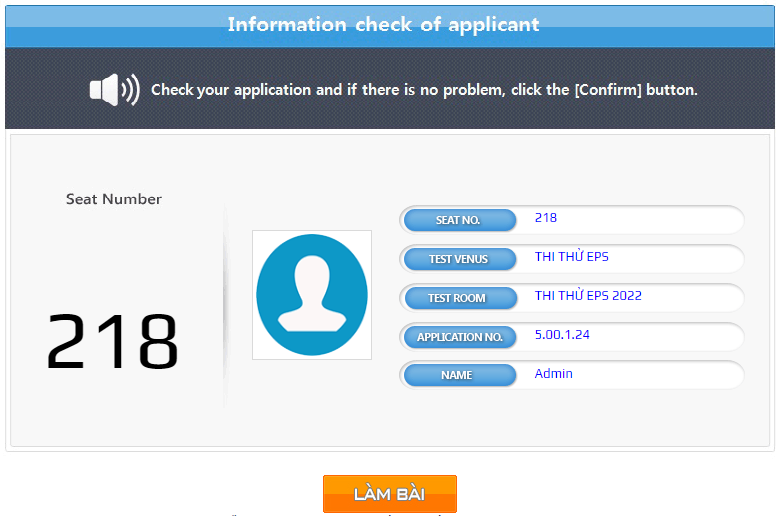 Information check of applicant
Check your application and if there is no problem, click the [Confirm] button.
Seat Number
218
SEAT NO. 218
TEST VENUS THI THỬ EPS
TEST ROOM THI THỬ EPS 2022
APPLICATION NO. 5.00.1.24
NAME Admin
LÀM BÀI